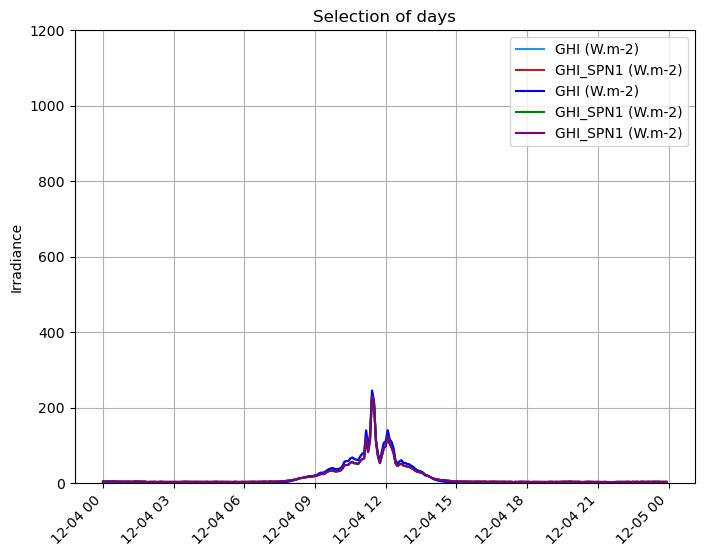 Selection of days
1200
1000
800
600
400
200
0
Irradiance
GHI (W.m-2)
GHI_SPN1 (W.m-2)
GHI (W.m-2)
GHI_SPN1 (W.m-2)
GHI_SPN1 (W.m-2)
12-04 00
12-04 03
12-04 06
12-04 09
12-04 12
12-04 15
12-04 18
12-04 21
12-05 00